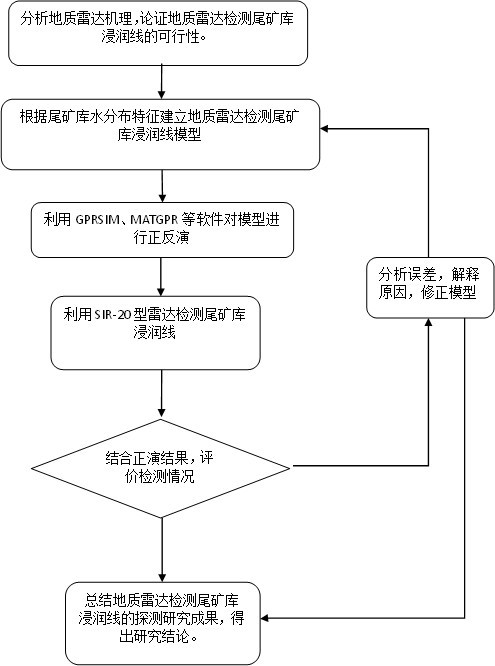 分析地质雷达机理，论证地质雷达检测尾矿库
浸润线的可行性。
根据尾矿库水分布特征建立地质雷达检测尾矿
库浸润线模型
利用 GPRSIM、MATGPR 等软件对模型进
行正反演
分析误差，解释
原因，修正模型
利用 SIR-20 型雷达检测尾矿库
浸润线
结合正演结果，评
价检测情况
总结地质雷达检测尾矿库
浸润线的探测研究成果，得
出研究结论。